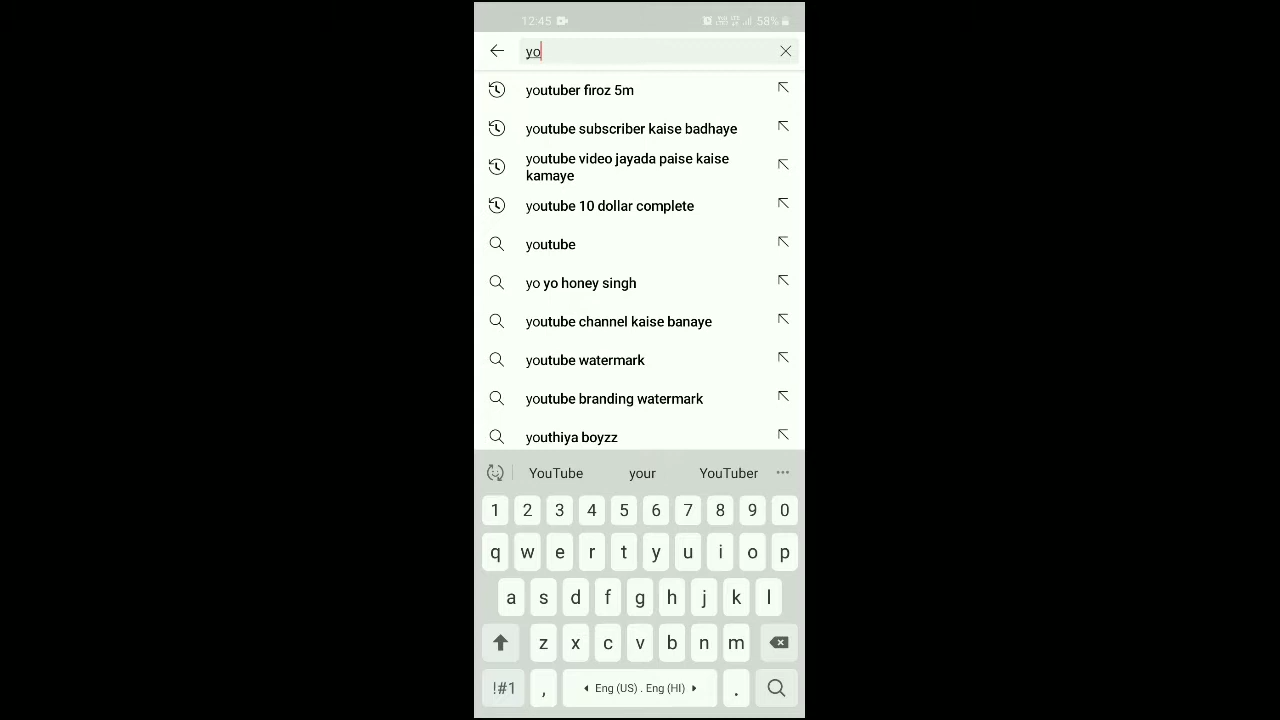 12:45 58%
yo
youtuber firoz 5m
youtube subscriber kaise badhaye
youtube video jayada paise kaise
kamaye
youtube 10 dollar complete
youtube
yo yo honey singh
youtube channel kaise banaye
youtube watermark
youtube branding watermark
youthiya boyzz
YouTube your YouTuber ...
1 2 3 4 5 6 7 8 9 0
q w e r t y u i o p
a s d f g h j k l
z x c v b n m
!#1 , Eng (US) . Eng (HI) .